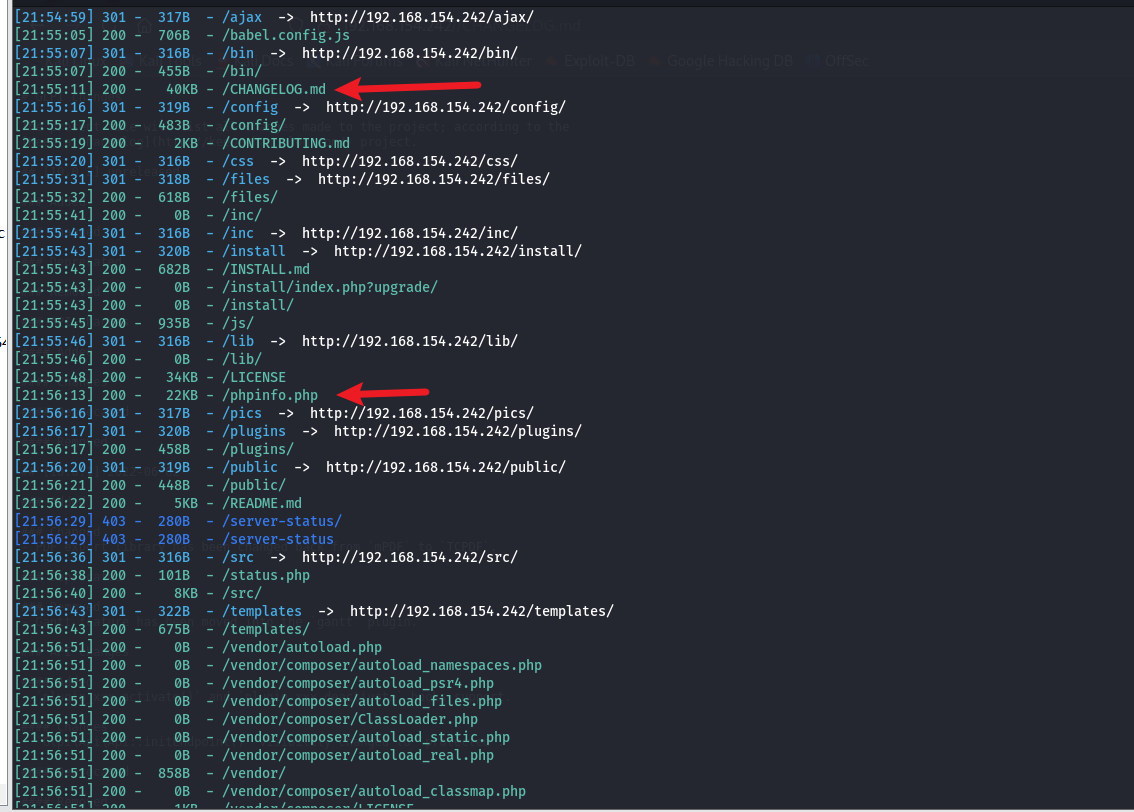 [21:54:59] 301 -  317B  - /ajax  ->  http://192.168.154.242/ajax/
[21:55:05] 200 -  706B  - /babel.config.js
[21:55:07] 301 -  316B  - /bin  ->  http://192.168.154.242/bin/
[21:55:07] 200 -  455B  - /bin/
[21:55:11] 200 -   40KB - /CHANGELOG.md
[21:55:16] 301 -  319B  - /config  ->  http://192.168.154.242/config/
[21:55:17] 200 -  483B  - /config/
[21:55:19] 200 -    2KB - /CONTRIBUTING.md
[21:55:20] 301 -  316B  - /css  ->  http://192.168.154.242/css/
[21:55:31] 301 -  318B  - /files  ->  http://192.168.154.242/files/
[21:55:32] 200 -  618B  - /files/
[21:55:41] 200 -    0B  - /inc/
[21:55:41] 301 -  316B  - /inc  ->  http://192.168.154.242/inc/
[21:55:43] 301 -  320B  - /install  ->  http://192.168.154.242/install/
[21:55:43] 200 -  682B  - /INSTALL.md
[21:55:43] 200 -    0B  - /install/index.php?upgrade/
[21:55:43] 200 -    0B  - /install/
[21:55:45] 200 -  935B  - /js/
[21:55:46] 301 -  316B  - /lib  ->  http://192.168.154.242/lib/
[21:55:46] 200 -    0B  - /lib/
[21:55:48] 200 -   34KB - /LICENSE
[21:56:13] 200 -   22KB - /phpinfo.php
[21:56:16] 301 -  317B  - /pics  ->  http://192.168.154.242/pics/
[21:56:17] 301 -  320B  - /plugins  ->  http://192.168.154.242/plugins/
[21:56:17] 200 -  458B  - /plugins/
[21:56:20] 301 -  319B  - /public  ->  http://192.168.154.242/public/
[21:56:21] 200 -  448B  - /public/
[21:56:22] 200 -    5KB - /README.md
[21:56:29] 403 -  280B  - /server-status/
[21:56:29] 403 -  280B  - /server-status
[21:56:36] 301 -  316B  - /src  ->  http://192.168.154.242/src/
[21:56:38] 200 -  101B  - /status.php
[21:56:40] 200 -    8KB - /src/
[21:56:43] 301 -  322B  - /templates  ->  http://192.168.154.242/templates/
[21:56:43] 200 -  675B  - /templates/
[21:56:51] 200 -    0B  - /vendor/autoload.php
[21:56:51] 200 -    0B  - /vendor/composer/autoload_namespaces.php
[21:56:51] 200 -    0B  - /vendor/composer/autoload_psr4.php
[21:56:51] 200 -    0B  - /vendor/composer/autoload_files.php
[21:56:51] 200 -    0B  - /vendor/composer/ClassLoader.php
[21:56:51] 200 -    0B  - /vendor/composer/autoload_static.php
[21:56:51] 200 -    0B  - /vendor/composer/autoload_real.php
[21:56:51] 200 -  858B  - /vendor/
[21:56:51] 200 -    0B  - /vendor/composer/autoload_classmap.php
[21:56:51] 200 -    1KB - /vendor/composer/LICENSE